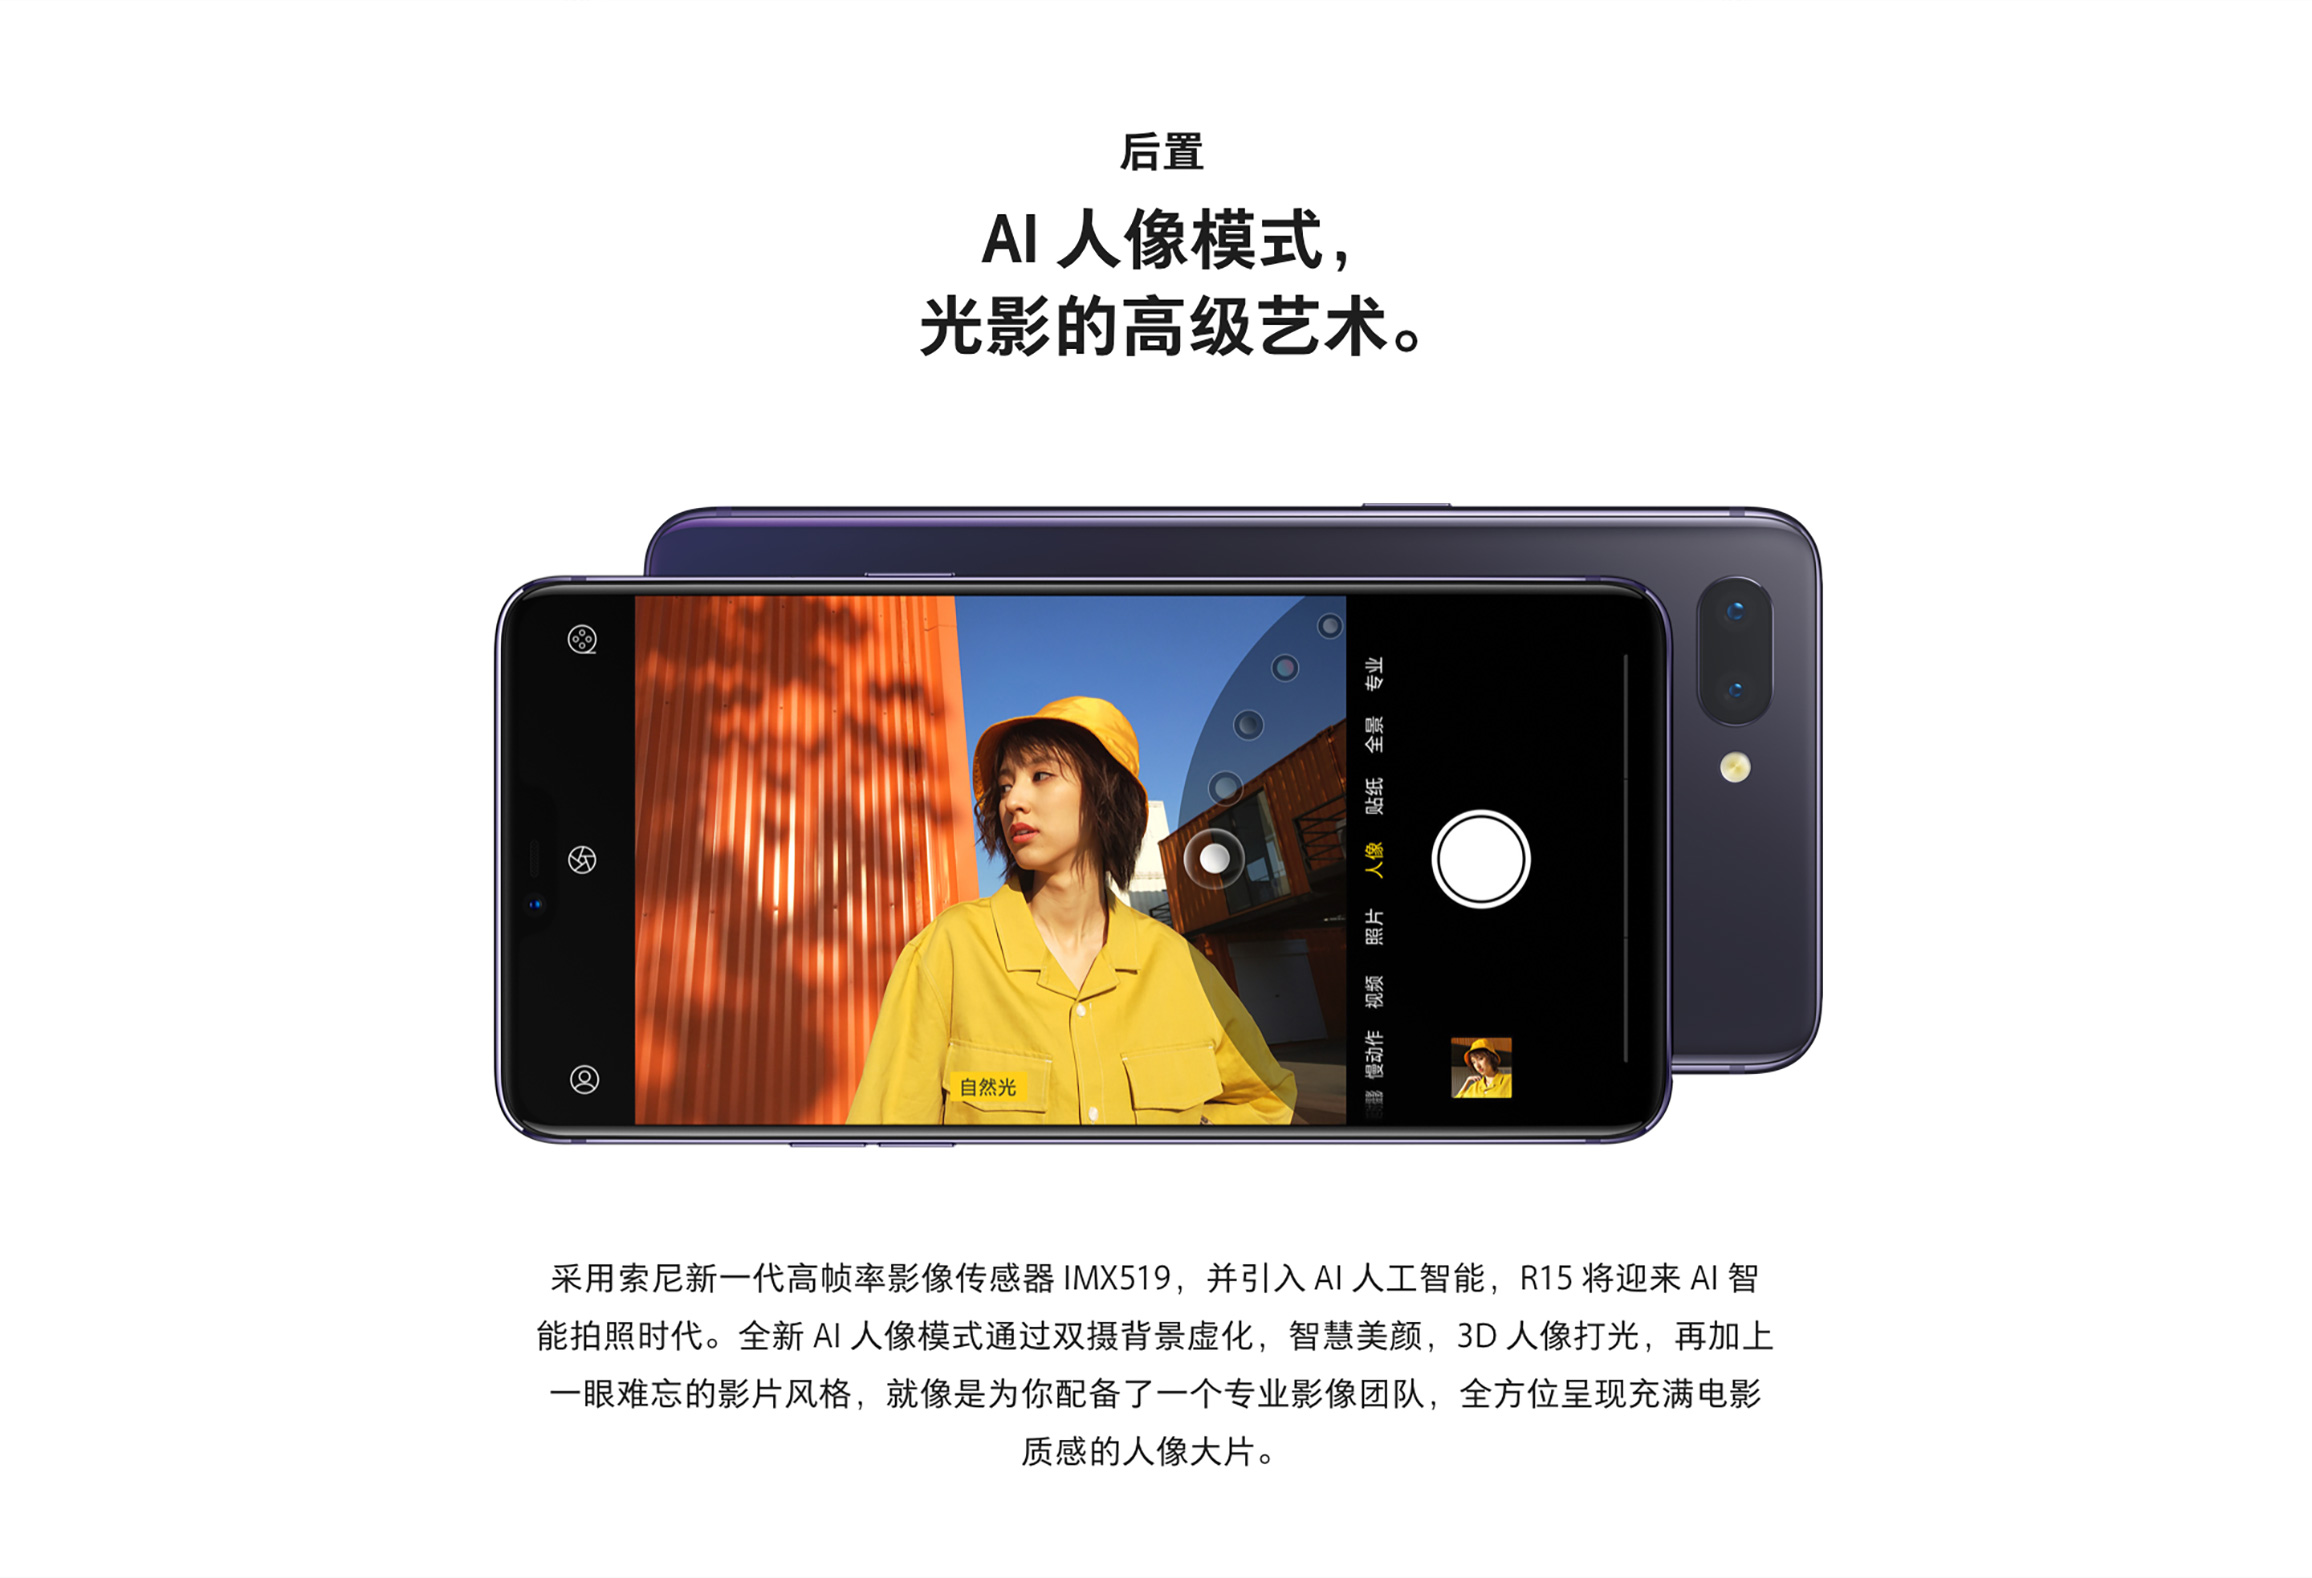 后置
AI 人像模式，
光影的高级艺术。
专业
全景
贴纸
人像
照片
视频
慢动作
自然光
采用索尼新一代高帧率影像传感器 IMX519，并引入 AI 人工智能，R15 将迎来 AI 智
能拍照时代。全新 AI 人像模式通过双摄背景虚化，智慧美颜，3D 人像打光，再加上
一眼难忘的影片风格，就像是为你配备了一个专业影像团队，全方位呈现充满电影
质感的人像大片。